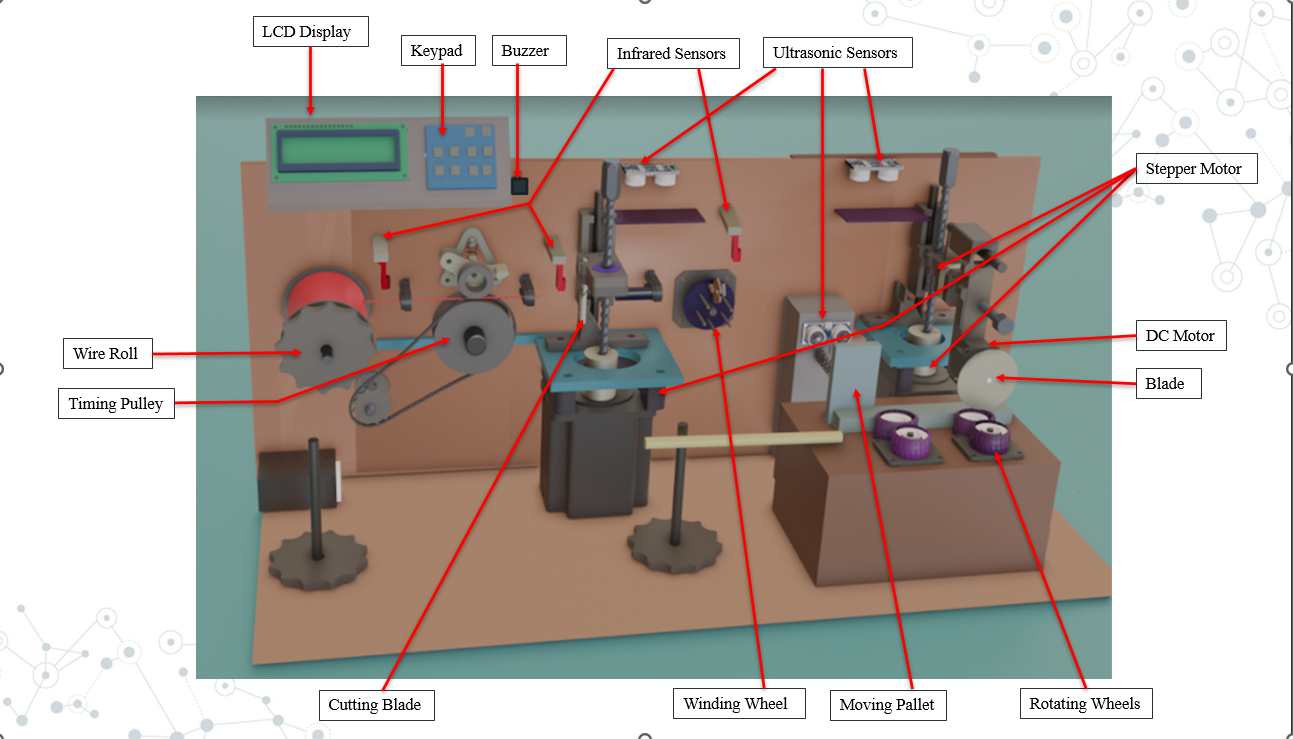 LCD Display
Keypad
Buzzer
Infrared Sensors
Ultrasonic Sensors
Stepper Motor
DC Motor
Wire Roll
Blade
Timing Pulley
Cutting Blade
Winding Wheel
Moving Pallet
Rotating Wheels